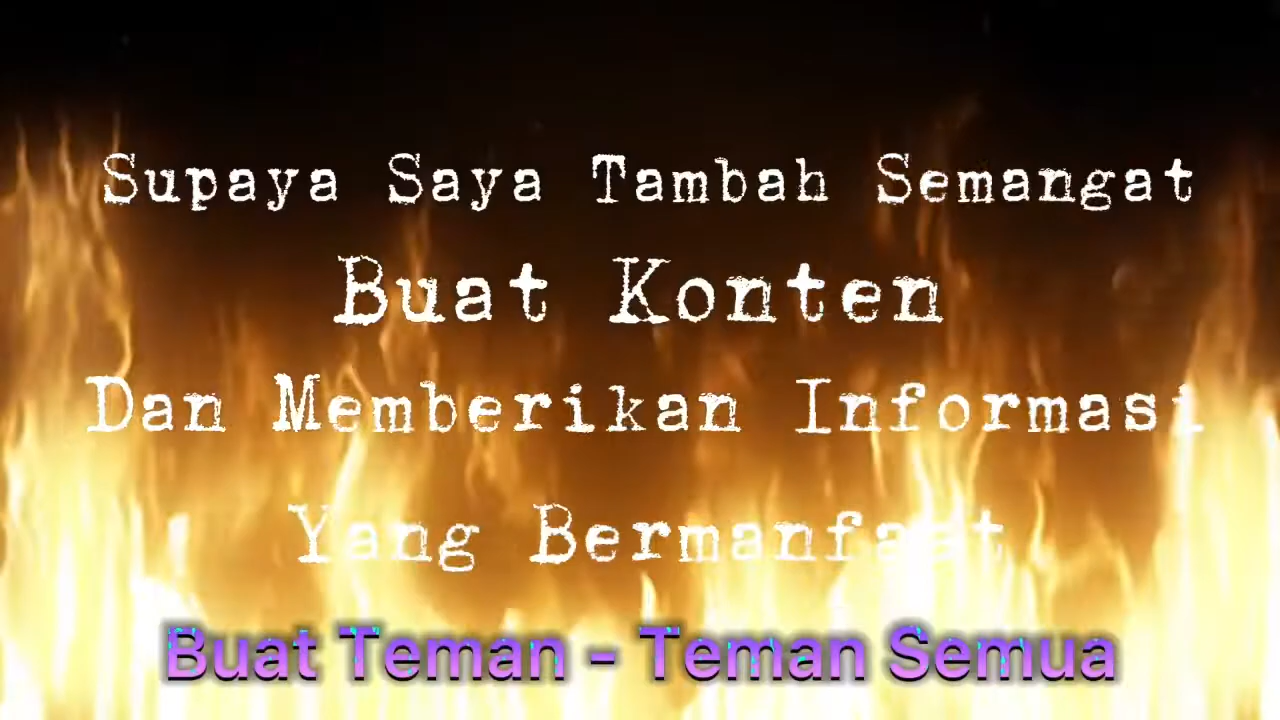 Supaya Saya Tambah Semangat
Buat Konten
Dan Memberikan Informasi
Yang Bermanfaat
Buat Teman - Teman Semua